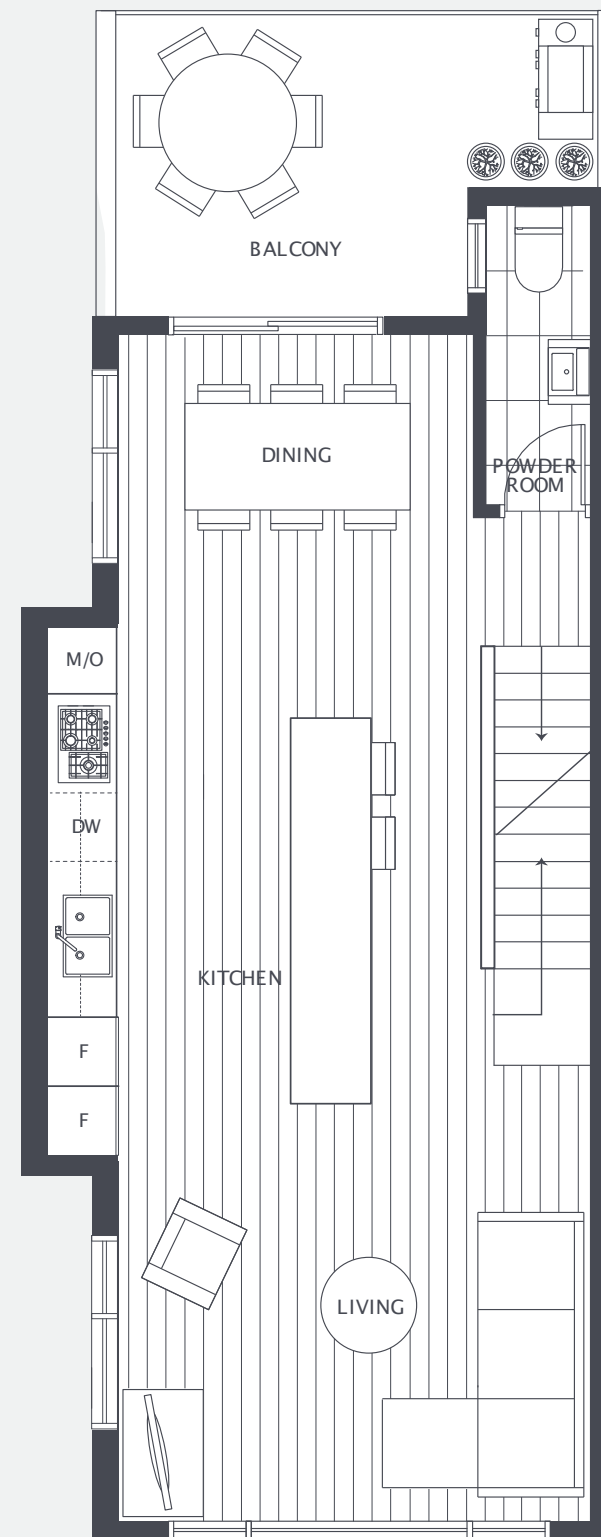 BALCONY
DINING
POWDER
ROOM
M/O
DW
KITCHEN
F
F
LIVING